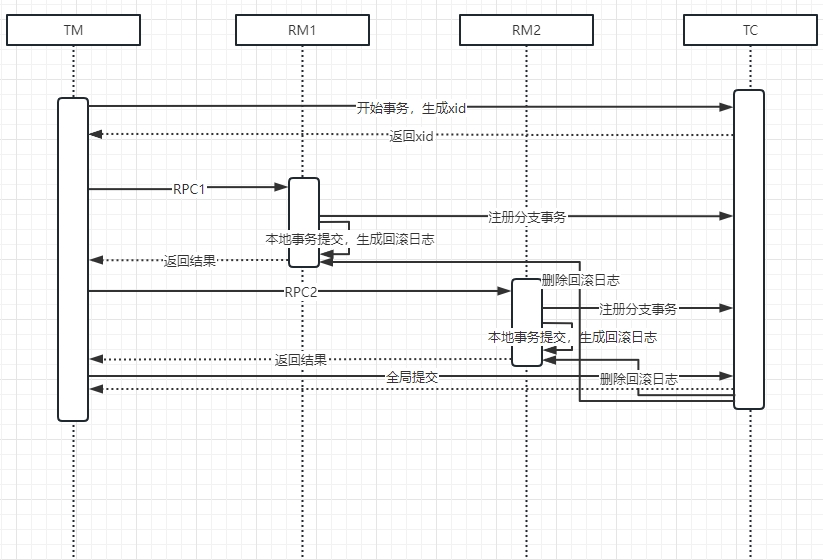 TM
RM1
RM2
TC
开始事务，生成xid
返回xid
RPC1
注册分支事务
本地事务提交，生成回滚日志
返回结果
删除回滚日志
RPC2
注册分支事务
本地事务提交，生成回滚日志
返回结果
全局提交
删除回滚日志